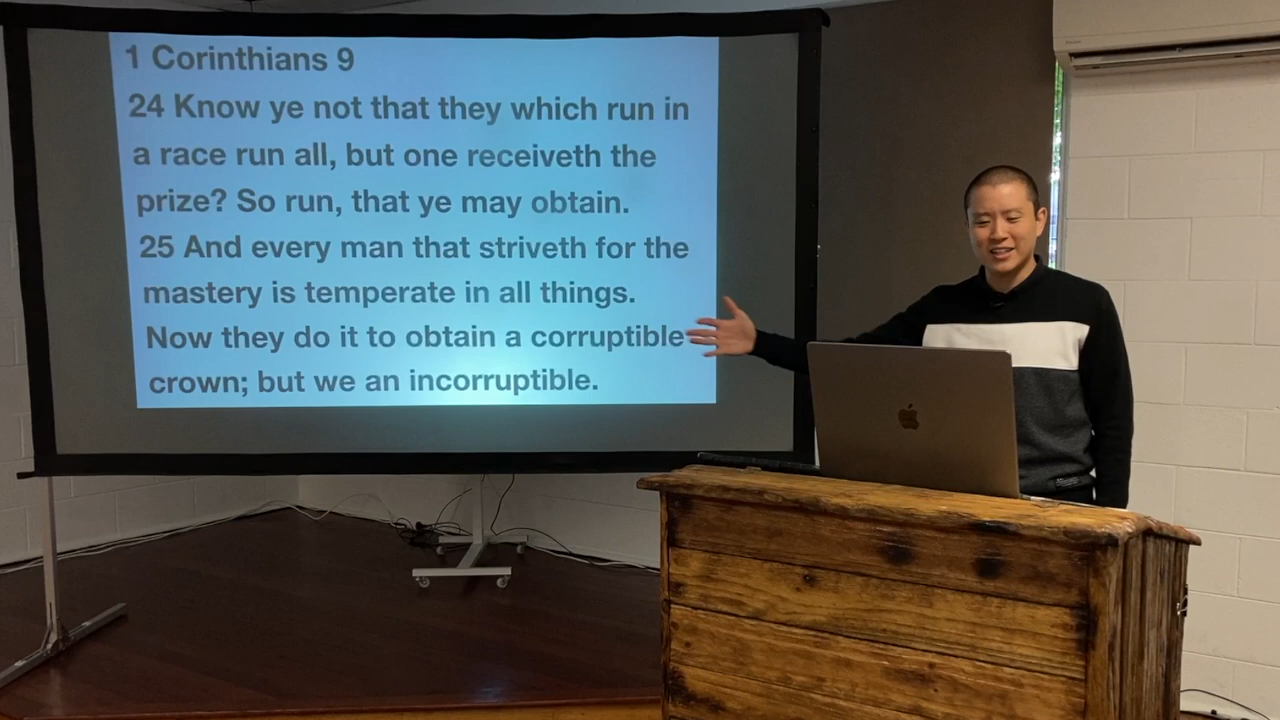 1 Corinthians 9
24 Know ye not that they which run in
a race run all, but one receiveth the
prize? So run, that ye may obtain.
25 And every man that striveth for the
mastery is temperate in all things.
Now they do it to obtain a corruptible
crown; but we an incorruptible.